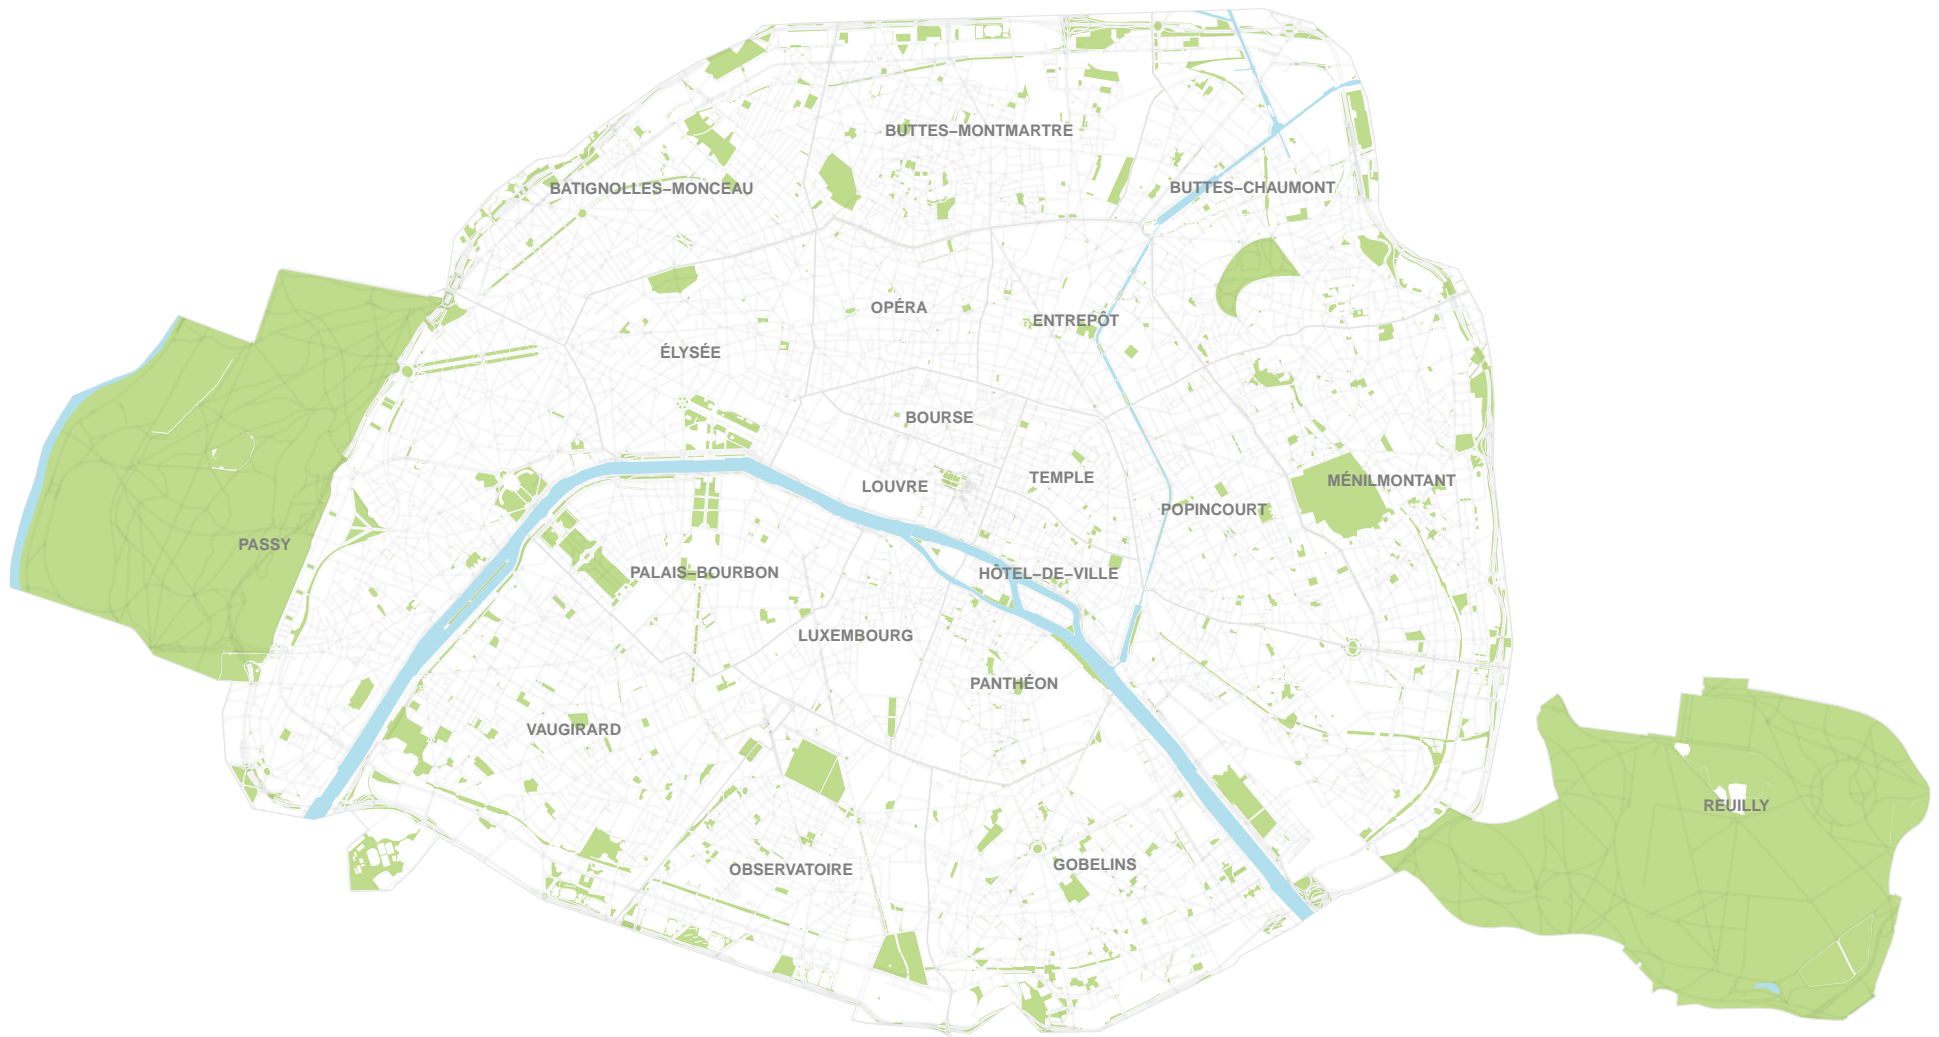 BUTTES–MONTMARTRE
BATIGNOLLES–MONCEAU
BUTTES–CHAUMONT
OPÉRA
ENTREPÔT
ÉLYSÉE
BOURSE
TEMPLE
LOUVRE
MÉNILMONTANT
POPINCOURT
PASSY
PALAIS–BOURBON
HÔTEL–DE–VILLE
LUXEMBOURG
PANTHÉON
VAUGIRARD
REUILLY
OBSERVATOIRE
GOBELINS